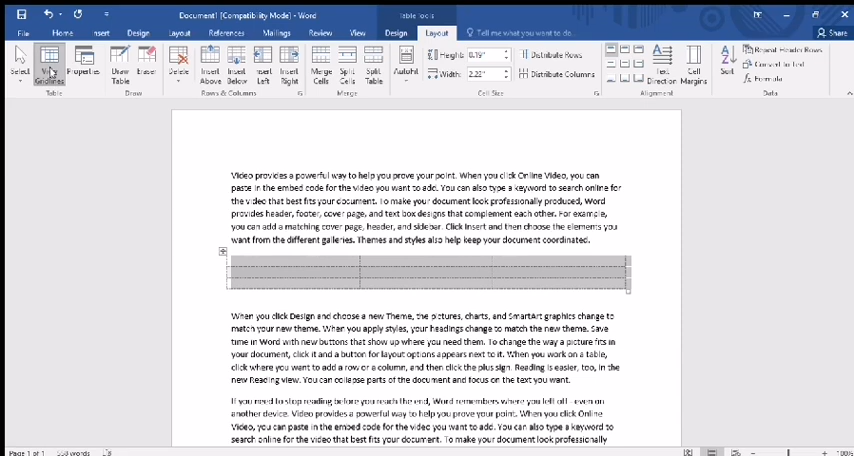 Document1 [Compatibility Mode] - Word
Table Tools
File Home Insert Design Layout References Mailings Review View Design Layout Tell me what you want to do. Share
Select View Gridlines Properties Draw Table Eraser Delete Insert Above Insert Below Insert Left Insert Right Merge Cells Split Cells Split Table AutoFit
Height: 0.19" Distribute Rows
Width: 2.22" Distribute Columns
Text Direction Cell Margins Sort
Repeat Header Rows
Convert to Text
Formula
Table Draw Rows & Columns Merge Cell Size Alignment Data
Video provides a powerful way to help you prove your point. When you click Online Video, you can
paste in the embed code for the video you want to add. You can also type a keyword to search online for
the video that best fits your document. To make your document look professionally produced, Word
provides header, footer, cover page, and text box designs that complement each other. For example,
you can add a matching cover page, header, and sidebar. Click Insert and then choose the elements you
want from the different galleries. Themes and styles also help keep your document coordinated.
When you click Design and choose a new Theme, the pictures, charts, and SmartArt graphics change to
match your new theme. When you apply styles, your headings change to match the new theme. Save
time in Word with new buttons that show up where you need them. To change the way a picture fits in
your document, click it and a button for layout options appears next to it. When you work on a table,
click where you want to add a row or a column, and then click the plus sign. Reading is easier, too, in the
new Reading view. You can collapse parts of the document and focus on the text you want.
If you need to stop reading before you reach the end, Word remembers where you left off - even on
another device. Video provides a powerful way to help you prove your point. When you click Online
Video, you can paste in the embed code for the video you want to add. You can also type a keyword to
search online for the video that best fits your document. To make your document look professionally
Page 1 of 1 words 100%